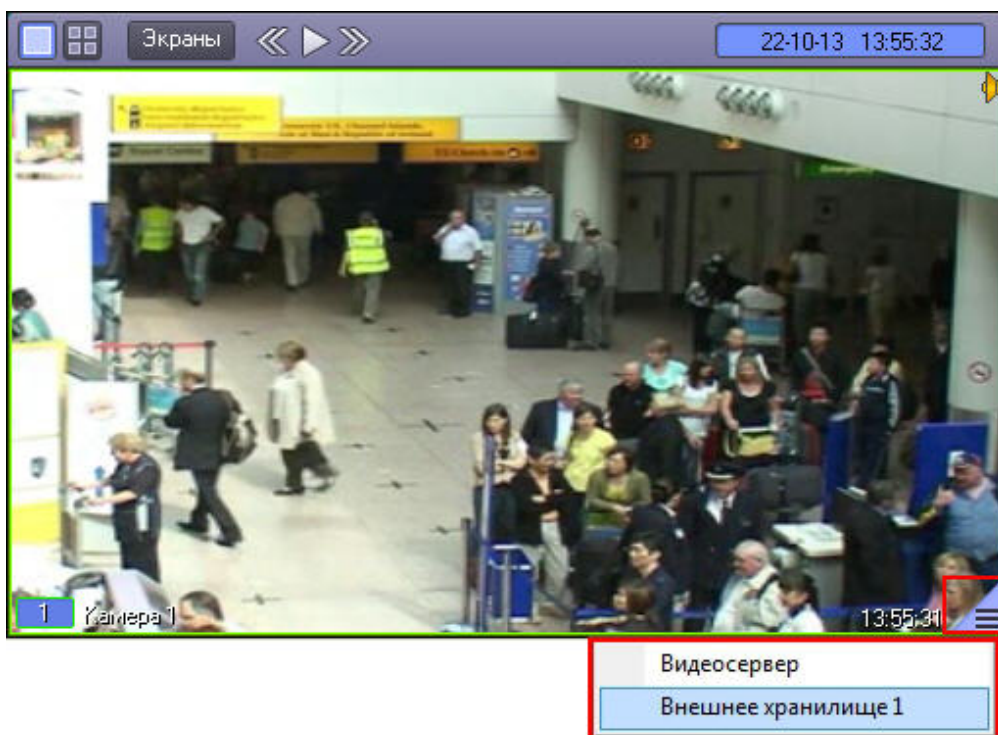 Экраны
22-10-13 13:55:32
1 Камера 1
13:55:31
Видеосервер
Внешнее хранилище 1